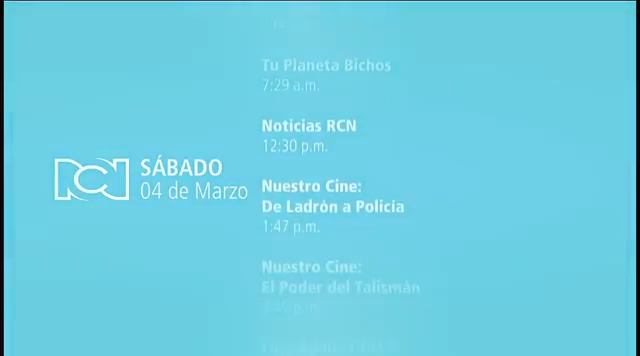 Tu Planeta Bichos
7:29 a.m.
Noticias RCN
12:30 p.m.
RCN
SÁBADO
04 de Marzo
Nuestro Cine:
De Ladrón a Policía
1:47 p.m.
Nuestro Cine:
El Poder del Talismán